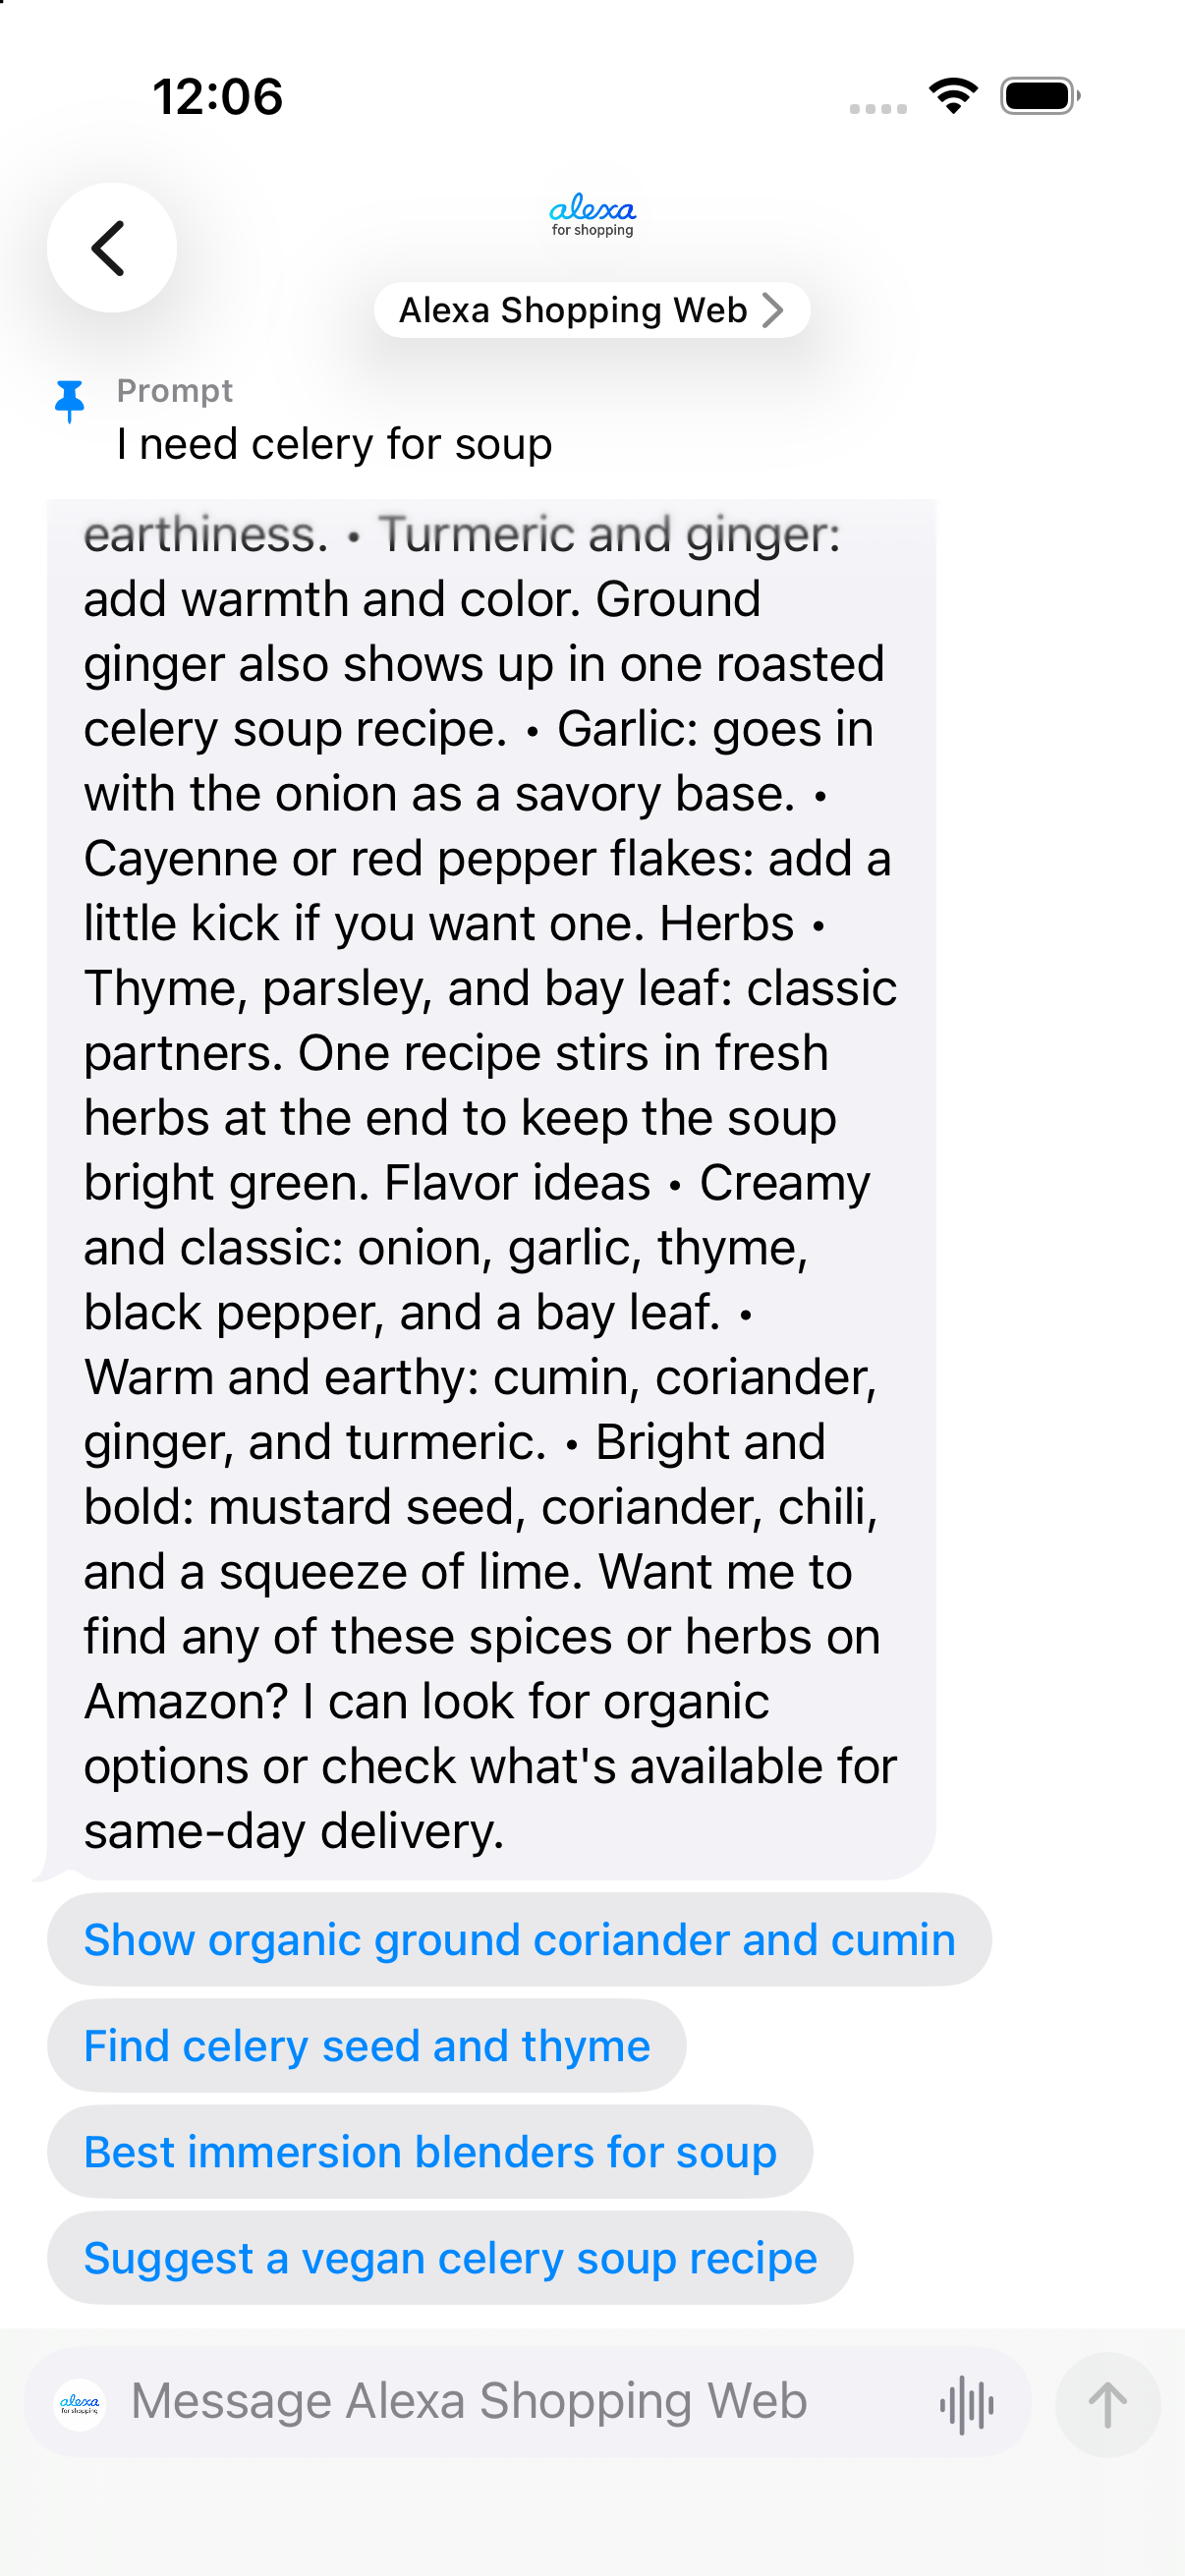 12:06
alexa
for shopping
Alexa Shopping Web
Prompt
I need celery for soup
earthiness. • Turmeric and ginger:
add warmth and color. Ground
ginger also shows up in one roasted
celery soup recipe. • Garlic: goes in
with the onion as a savory base. •
Cayenne or red pepper flakes: add a
little kick if you want one. Herbs •
Thyme, parsley, and bay leaf: classic
partners. One recipe stirs in fresh
herbs at the end to keep the soup
bright green. Flavor ideas • Creamy
and classic: onion, garlic, thyme,
black pepper, and a bay leaf. •
Warm and earthy: cumin, coriander,
ginger, and turmeric. • Bright and
bold: mustard seed, coriander, chili,
and a squeeze of lime. Want me to
find any of these spices or herbs on
Amazon? I can look for organic
options or check what's available for
same-day delivery.
Show organic ground coriander and cumin
Find celery seed and thyme
Best immersion blenders for soup
Suggest a vegan celery soup recipe
alexa
for shopping
Message Alexa Shopping Web